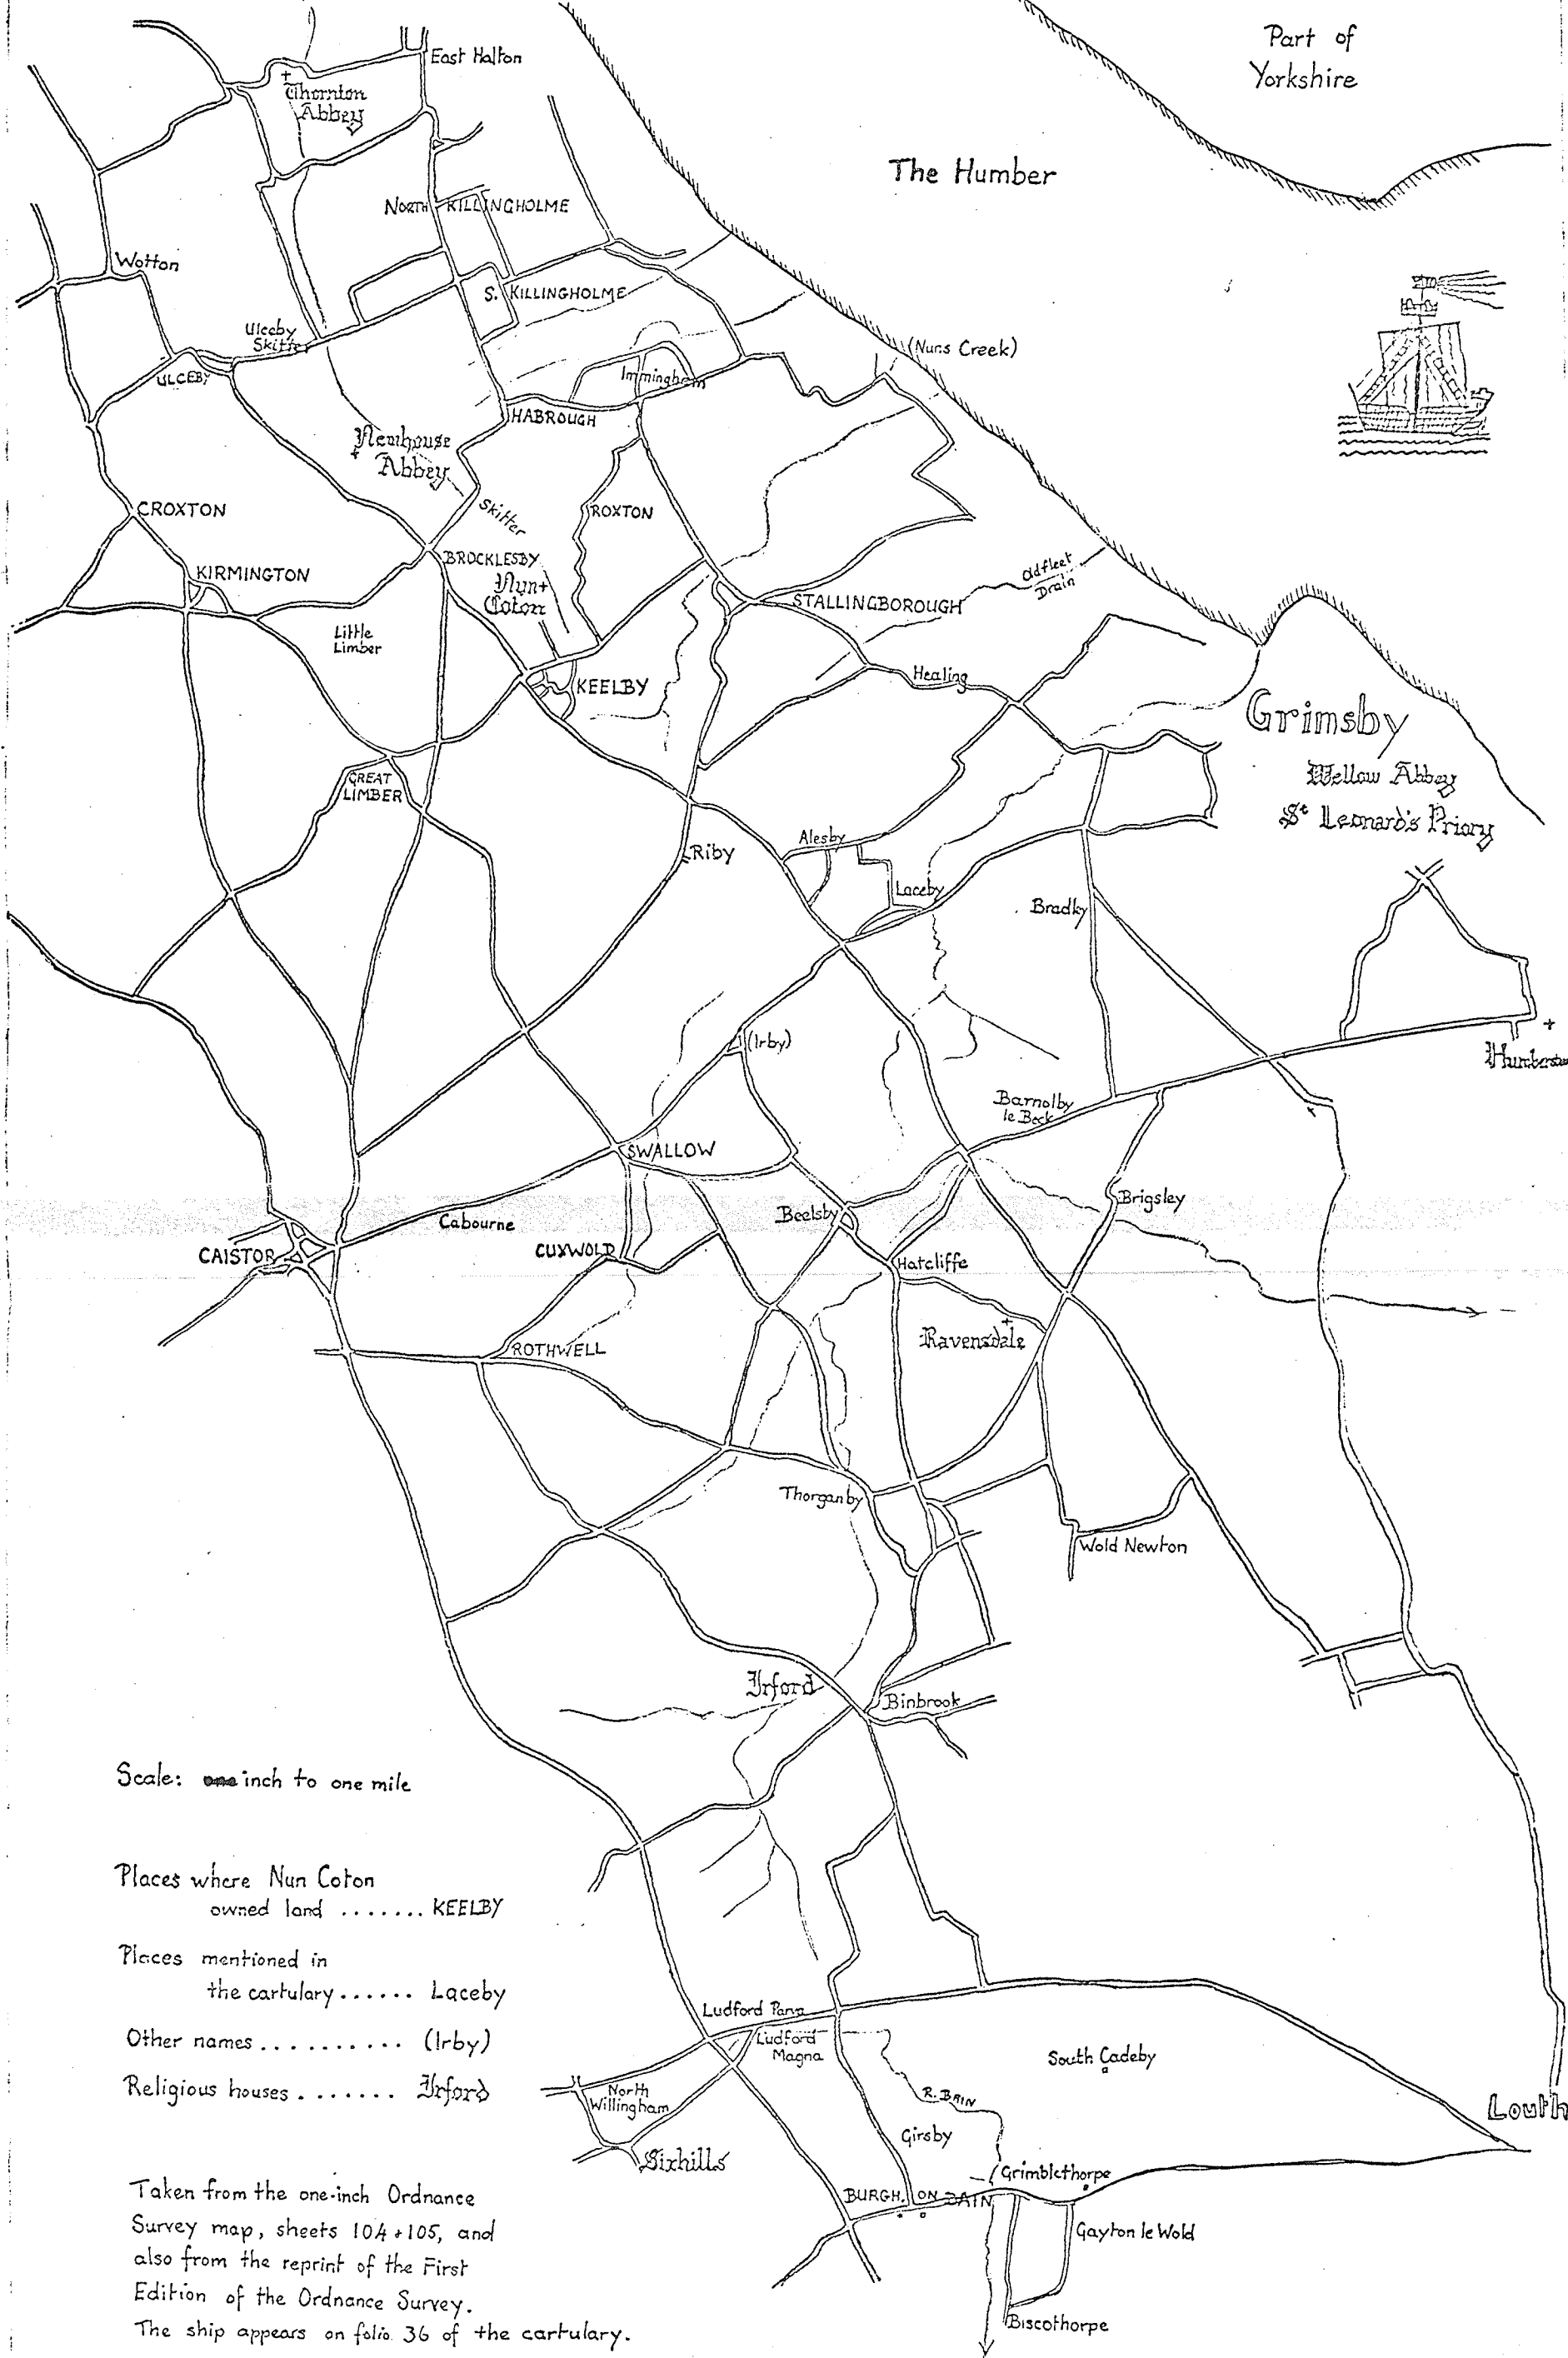 Part of
Yorkshire
The Humber
East Halton
Thornton
Abbey
NORTH KILLINGHOLME
Wotton
S. KILLINGHOLME
Ulceby
Skitter
ULCEBY
(Nuns Creek)
Immingham
HABROUGH
Newhouse
Abbey
Skitter
ROXTON
CROXTON
BROCKLESBY
KIRMINGTON
Nun
Coton
Oldfleet
Drain
STALLINGBOROUGH
Little
Limber
KEELBY
Healing
Grimsby
Wellow Abbey
St Leonard's Priory
GREAT
LIMBER
Alesby
Riby
Laceby
Bradley
(Irby)
Humberston
Barnolby
le Beck
SWALLOW
Brigsley
Beelsby
Cabourne
CAISTOR
CUXWOLD
Hatcliffe
Ravensdale
ROTHWELL
Thorganby
Wold Newton
Irford
Binbrook
Scale: one inch to one mile
Places where Nun Coton
owned land ....... KEELBY
Places mentioned in
the cartulary ...... Laceby
Other names .......... (Irby)
Religious houses ....... Irford
Ludford Parva
Ludford
Magna
South Cadeby
North
Willingham
R. BAIN
Louth
Girsby
Sixhills
Grimblethorpe
BURGH. ON BAIN
Gayton le Wold
Biscothorpe
Taken from the one-inch Ordnance
Survey map, sheets 104+105, and
also from the reprint of the First
Edition of the Ordnance Survey.
The ship appears on folio 36 of the cartulary.